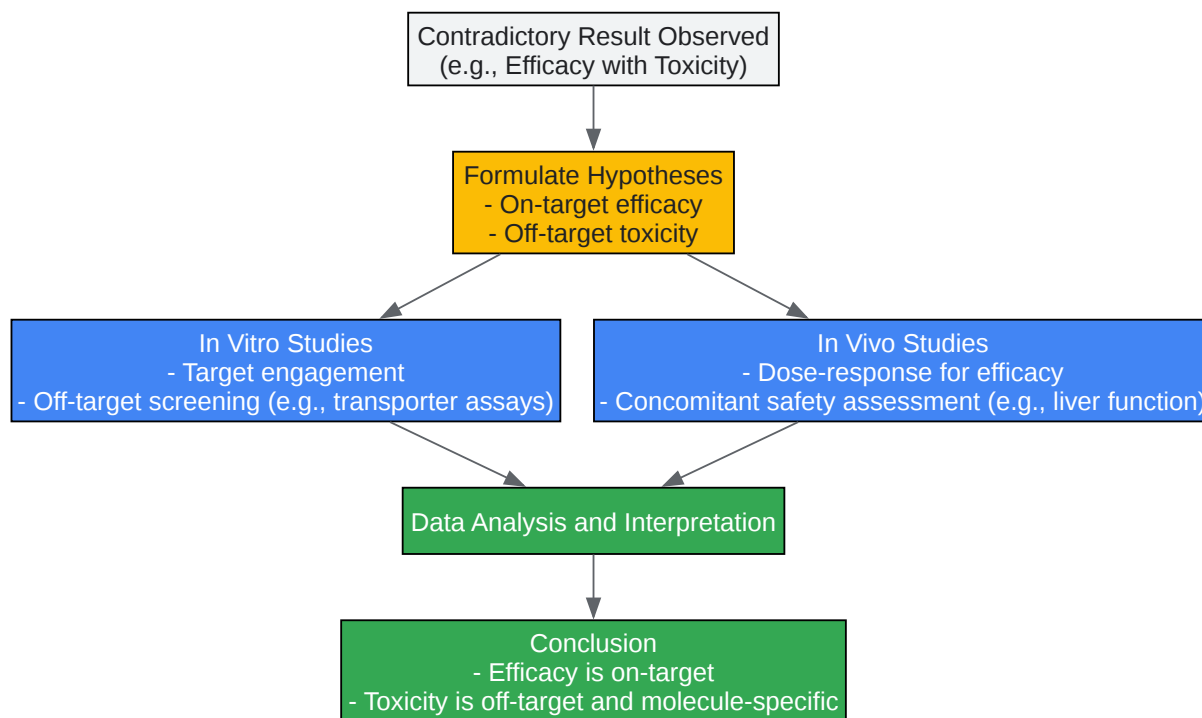 Contradictory Result Observed
(e.g., Efficacy with Toxicity)
Formulate Hypotheses
- On-target efficacy
- Off-target toxicity
In Vitro Studies
- Target engagement
- Off-target screening (e.g., transporter assays)
In Vivo Studies
- Dose-response for efficacy
- Concomitant safety assessment (e.g., liver function)
Data Analysis and Interpretation
Conclusion
- Efficacy is on-target
- Toxicity is off-target and molecule-specific